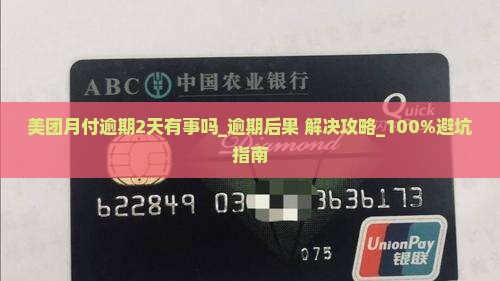 ABC 中国农业银行
Quick
美团月付逾期2天有事吗_逾期后果 解决攻略_100%避坑
指南
Diamond
622849 03 3636173
075
UnionPay
银联